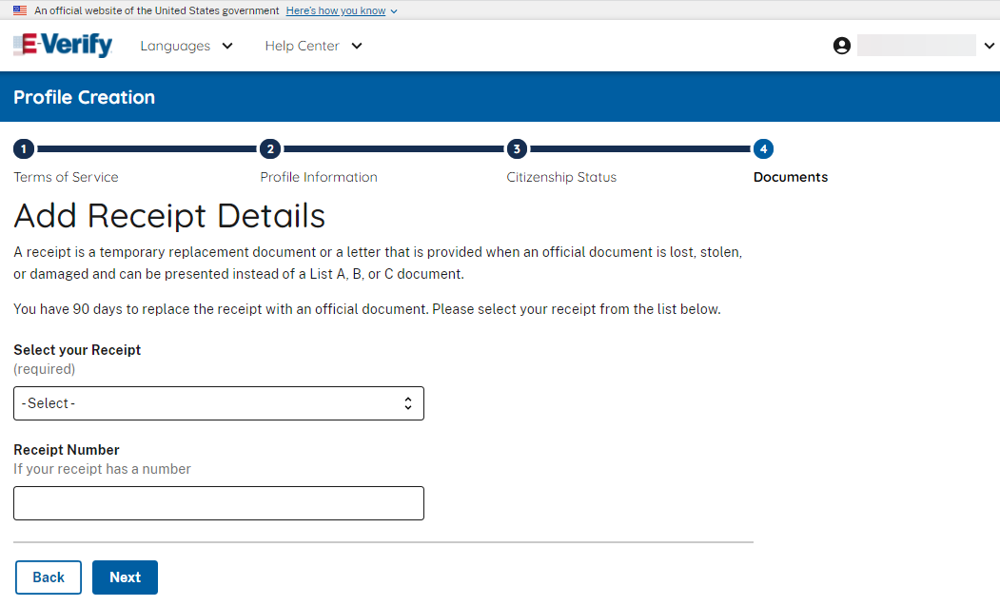 An official website of the United States government Here's how you know
E-Verify Languages Help Center
Profile Creation
1 2 3 4
Terms of Service Profile Information Citizenship Status Documents
Add Receipt Details
A receipt is a temporary replacement document or a letter that is provided when an official document is lost, stolen,
or damaged and can be presented instead of a List A, B, or C document.
You have 90 days to replace the receipt with an official document. Please select your receipt from the list below.
Select your Receipt
(required)
- Select -
Receipt Number
If your receipt has a number
Back Next